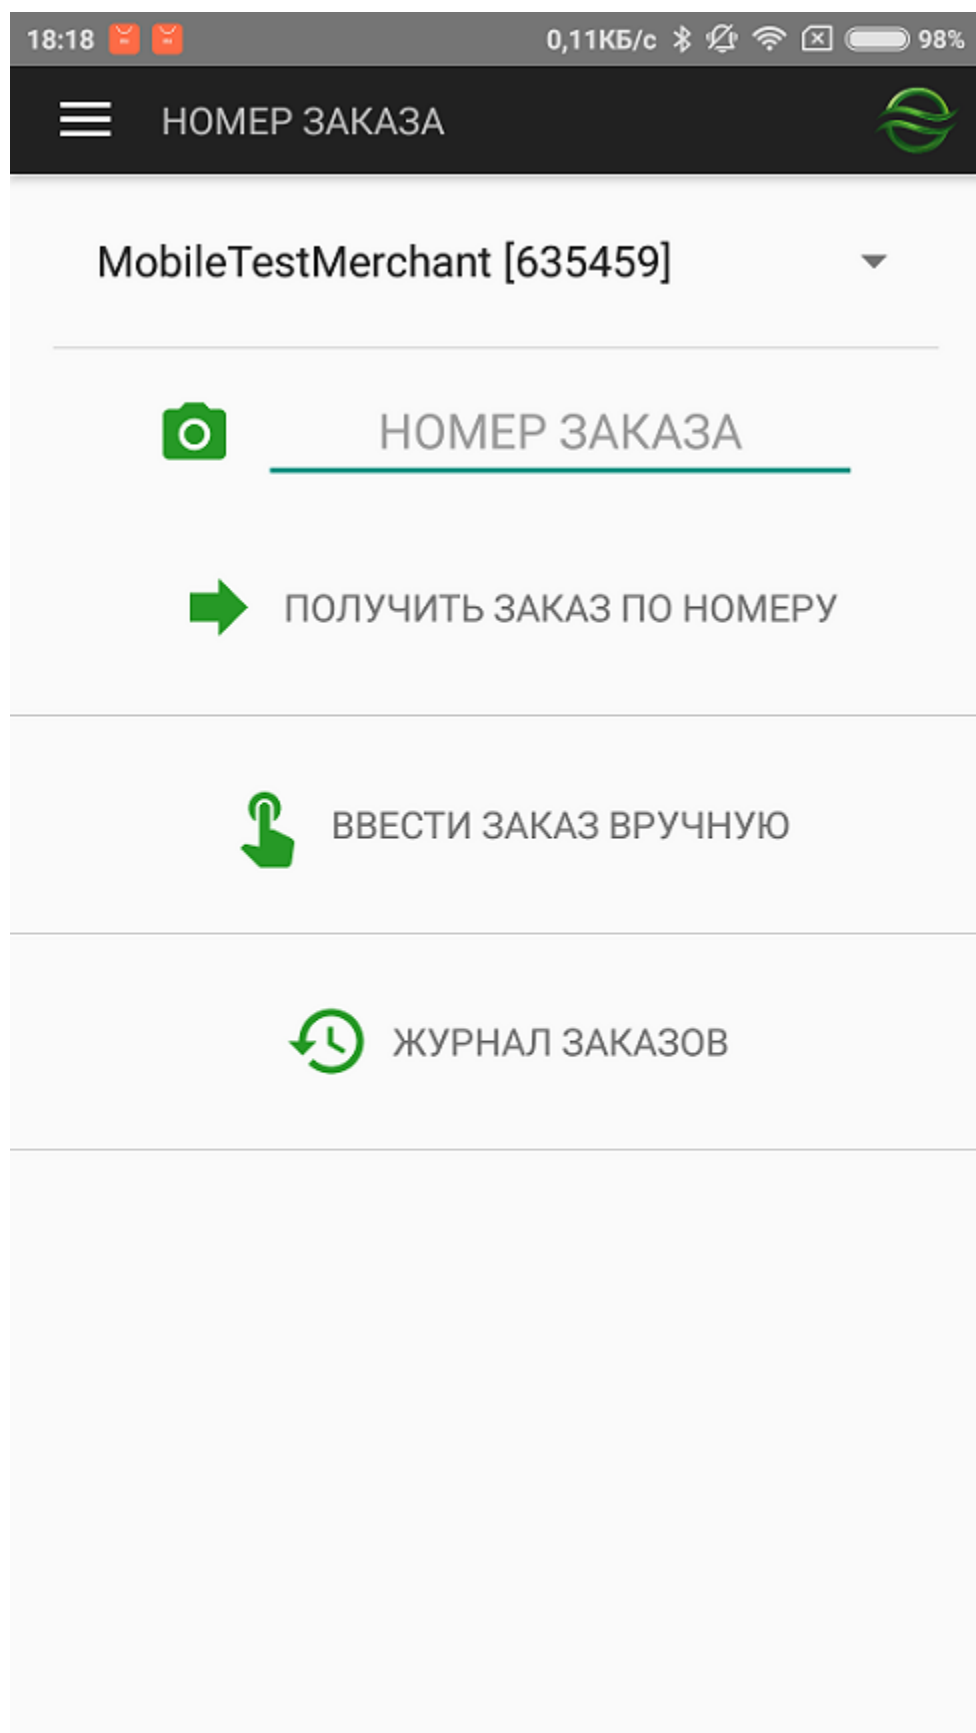 18:18 0,11КБ/с 98%
НОМЕР ЗАКАЗА
MobileTestMerchant [635459]
НОМЕР ЗАКАЗА
ПОЛУЧИТЬ ЗАКАЗ ПО НОМЕРУ
ВВЕСТИ ЗАКАЗ ВРУЧНУЮ
ЖУРНАЛ ЗАКАЗОВ